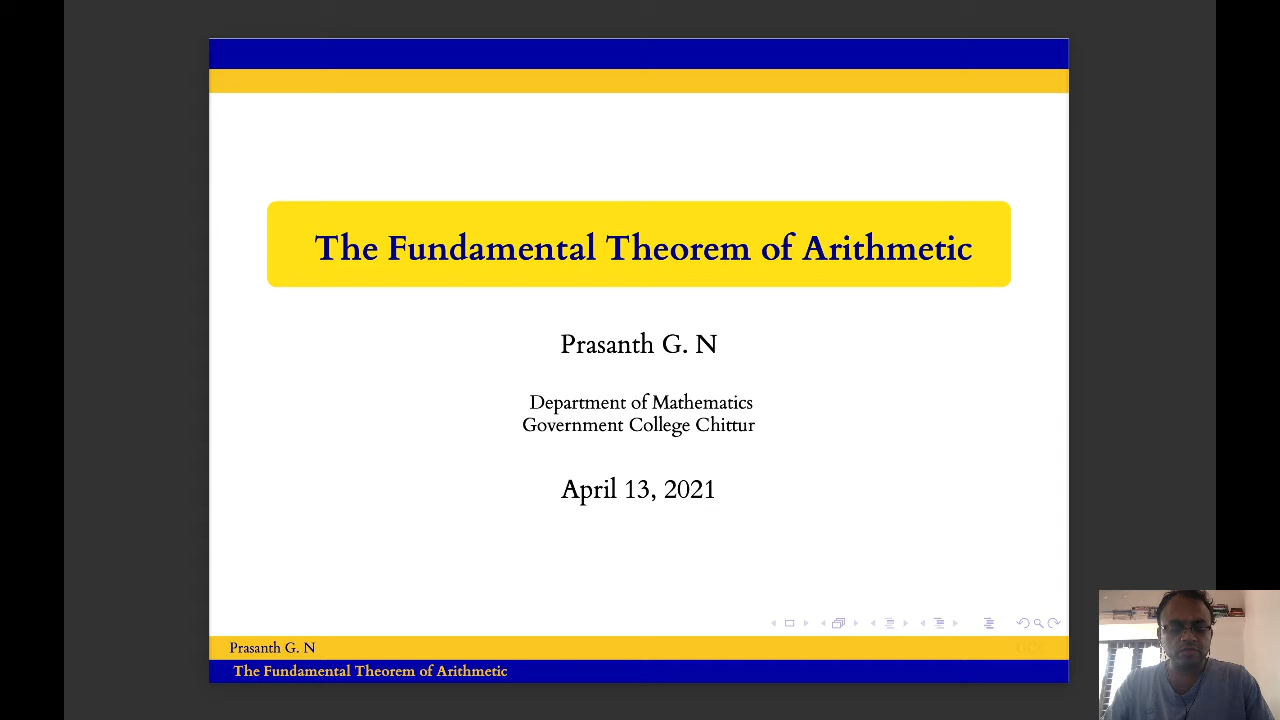 The Fundamental Theorem of Arithmetic
Prasanth G. N
Department of Mathematics
Government College Chittur
April 13, 2021
Prasanth G. N
The Fundamental Theorem of Arithmetic